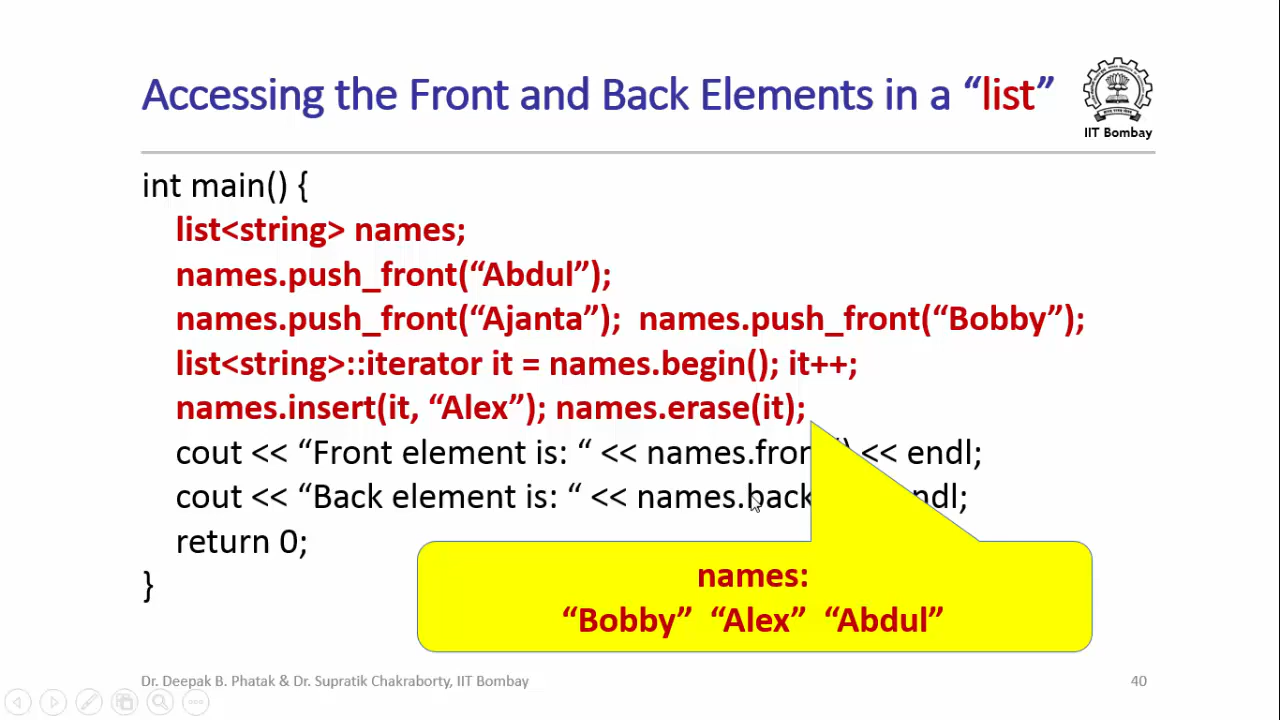 Accessing the Front and Back Elements in a “list”
IIT Bombay
int main() {
list<string> names;
names.push_front(“Abdul”);
names.push_front(“Ajanta”); names.push_front(“Bobby”);
list<string>::iterator it = names.begin(); it++;
names.insert(it, “Alex”); names.erase(it);
cout << “Front element is: “ << names.front() << endl;
cout << “Back element is: “ << names.back endl;
return 0;
}
names:
“Bobby” “Alex” “Abdul”
Dr. Deepak B. Phatak & Dr. Supratik Chakraborty, IIT Bombay
40